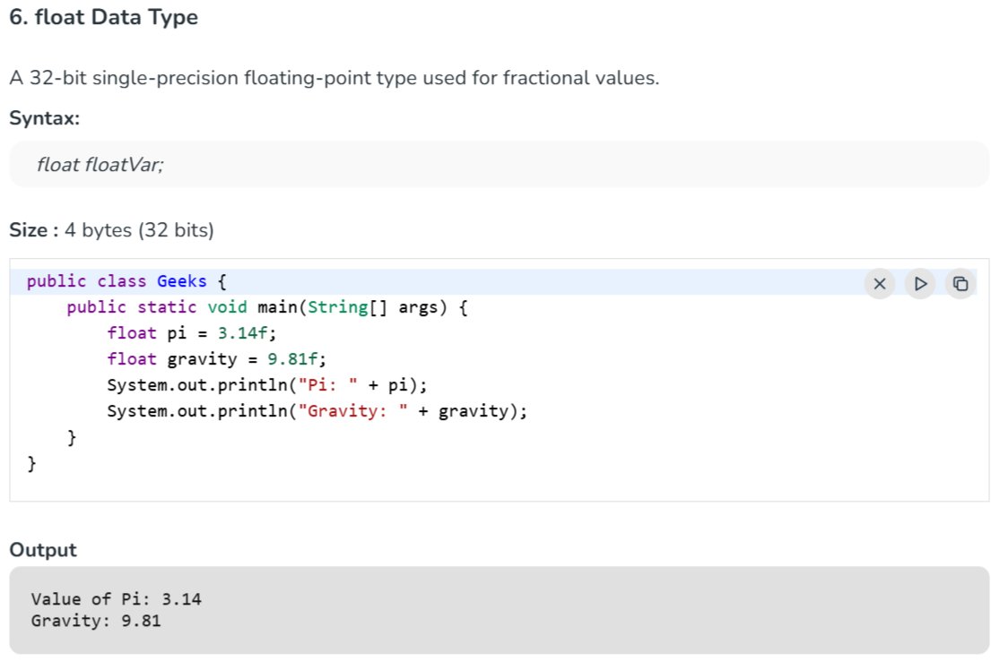 6. float Data Type
A 32-bit single-precision floating-point type used for fractional values.
Syntax:
float floatVar;
Size : 4 bytes (32 bits)
public class Geeks {
    public static void main(String[] args) {
        float pi = 3.14f;
        float gravity = 9.81f;
        System.out.println("Pi: " + pi);
        System.out.println("Gravity: " + gravity);
    }
}
Output
Value of Pi: 3.14
Gravity: 9.81